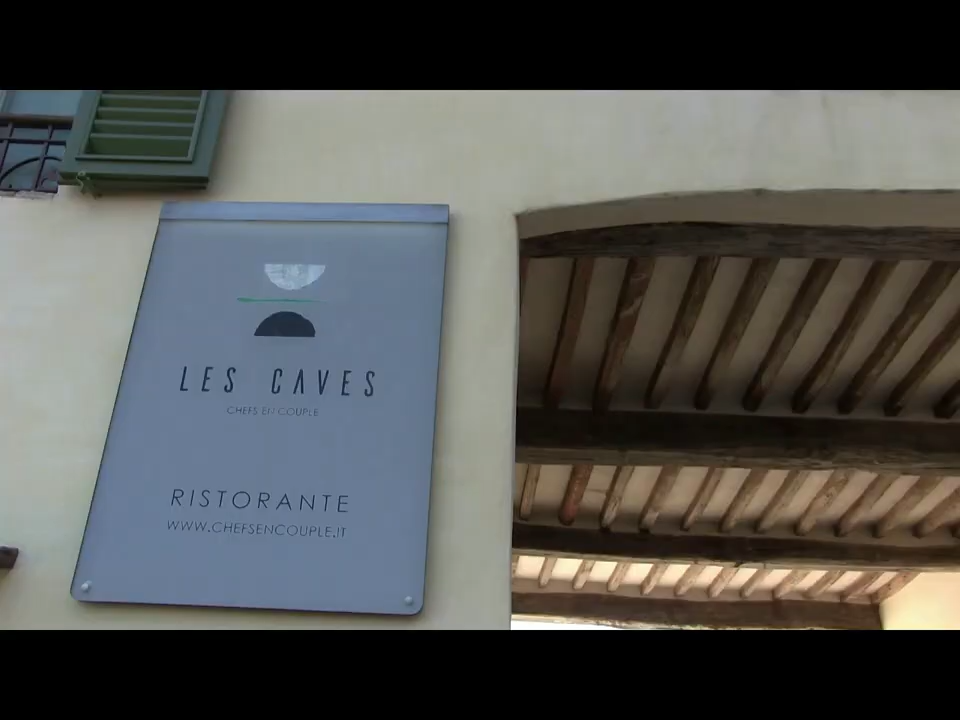 LES CAVES
CHEFS EN COUPLE
RISTORANTE
WWW.CHEFSENCOUPLE.IT